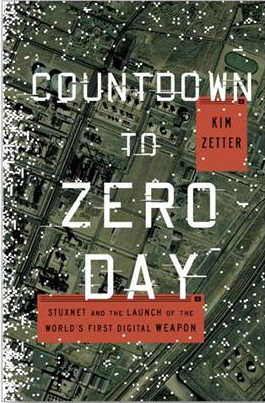 COUNTDOWN
TO
ZERO
DAY
KIM
ZETTER
STUXNET AND THE LAUNCH OF THE
WORLD'S FIRST DIGITAL WEAPON